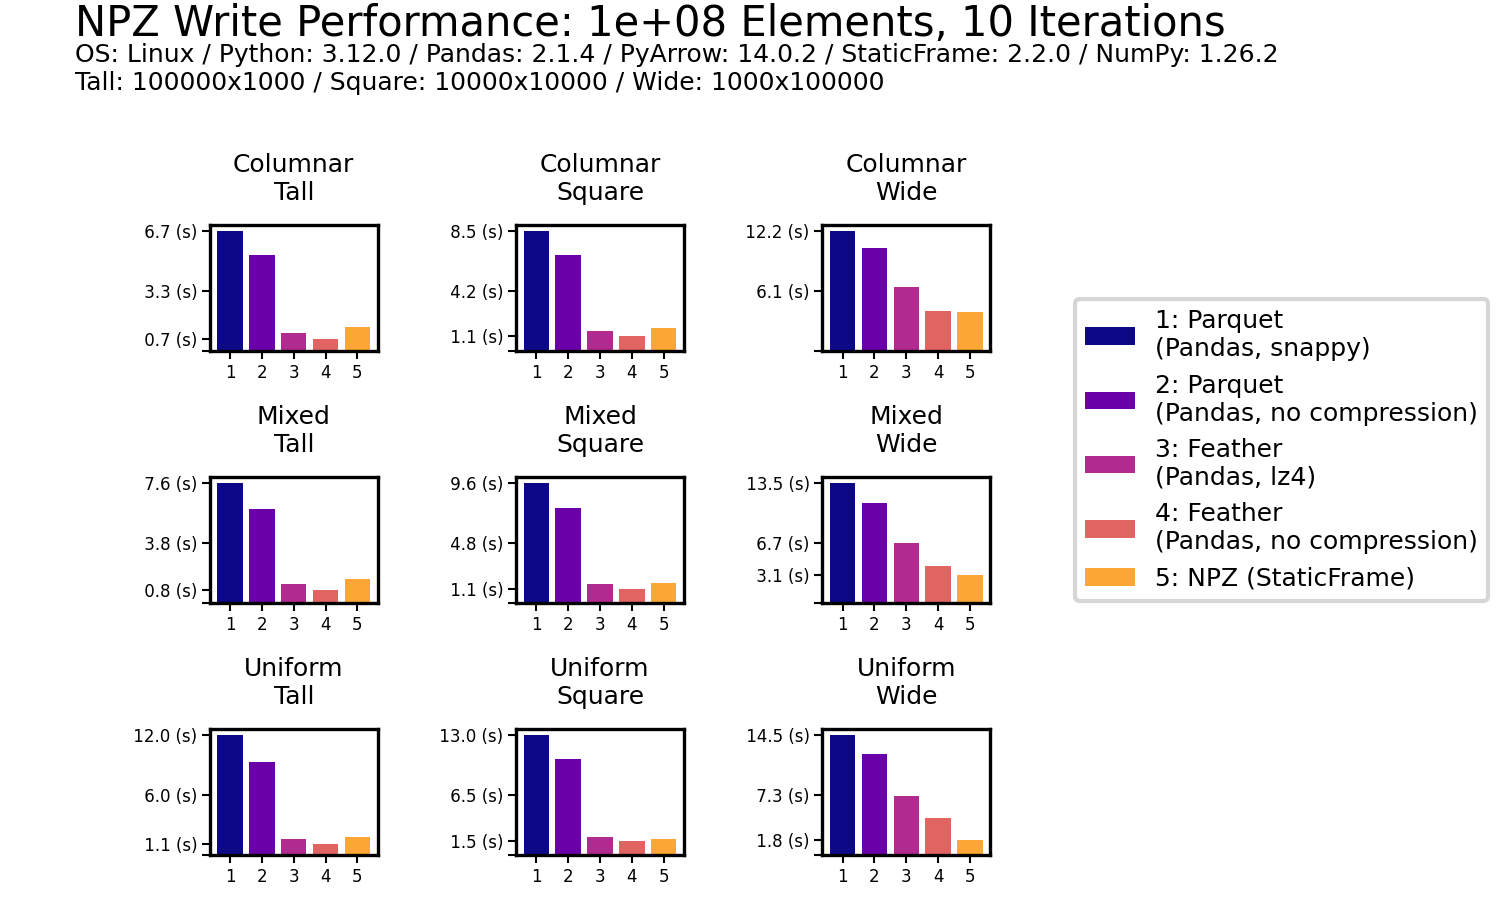 NPZ Write Performance: 1e+08 Elements, 10 Iterations
OS: Linux / Python: 3.12.0 / Pandas: 2.1.4 / PyArrow: 14.0.2 / StaticFrame: 2.2.0 / NumPy: 1.26.2
Tall: 100000x1000 / Square: 10000x10000 / Wide: 1000x100000
Columnar
Tall
6.7 (s)
3.3 (s)
0.7 (s)
1 2 3 4 5
Columnar
Square
8.5 (s)
4.2 (s)
1.1 (s)
1 2 3 4 5
Columnar
Wide
12.2 (s)
6.1 (s)
1 2 3 4 5
Mixed
Tall
7.6 (s)
3.8 (s)
0.8 (s)
1 2 3 4 5
Mixed
Square
9.6 (s)
4.8 (s)
1.1 (s)
1 2 3 4 5
Mixed
Wide
13.5 (s)
6.7 (s)
3.1 (s)
1 2 3 4 5
Uniform
Tall
12.0 (s)
6.0 (s)
1.1 (s)
1 2 3 4 5
Uniform
Square
13.0 (s)
6.5 (s)
1.5 (s)
1 2 3 4 5
Uniform
Wide
14.5 (s)
7.3 (s)
1.8 (s)
1 2 3 4 5
1: Parquet
(Pandas, snappy)
2: Parquet
(Pandas, no compression)
3: Feather
(Pandas, lz4)
4: Feather
(Pandas, no compression)
5: NPZ (StaticFrame)